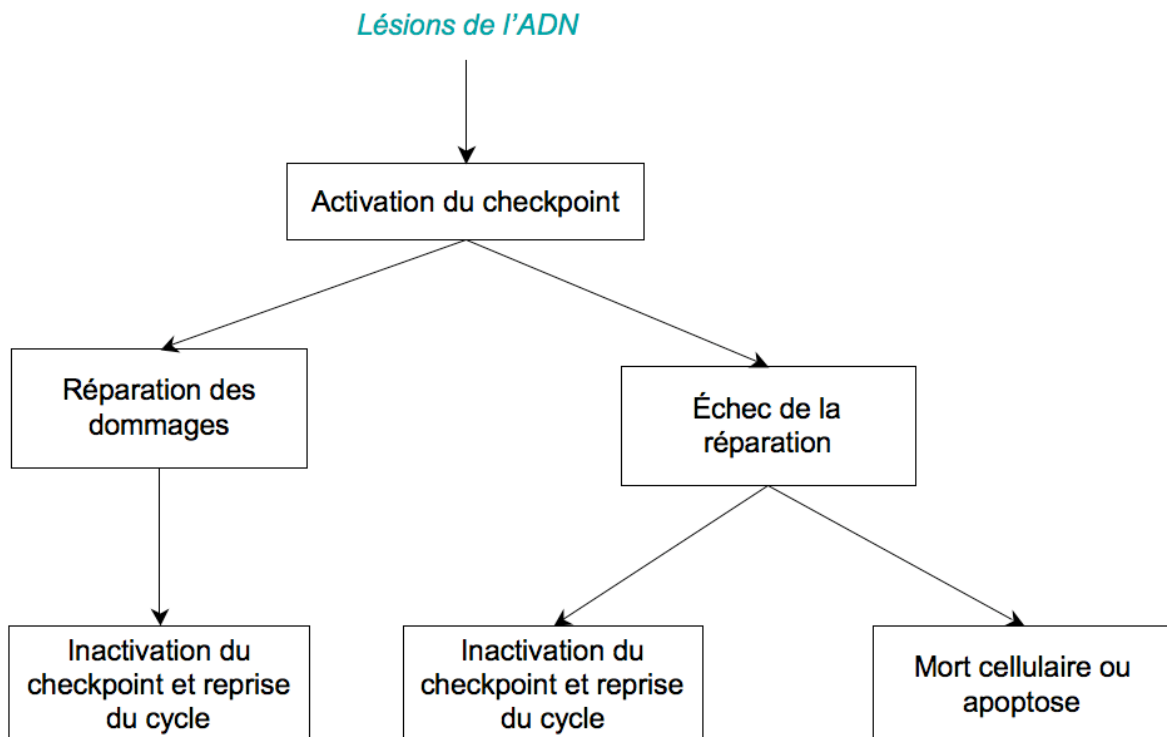 Lésions de l’ADN
Activation du checkpoint
Réparation des
dommages
Échec de la
réparation
Inactivation du
checkpoint et reprise
du cycle
Inactivation du
checkpoint et reprise
du cycle
Mort cellulaire ou
apoptose